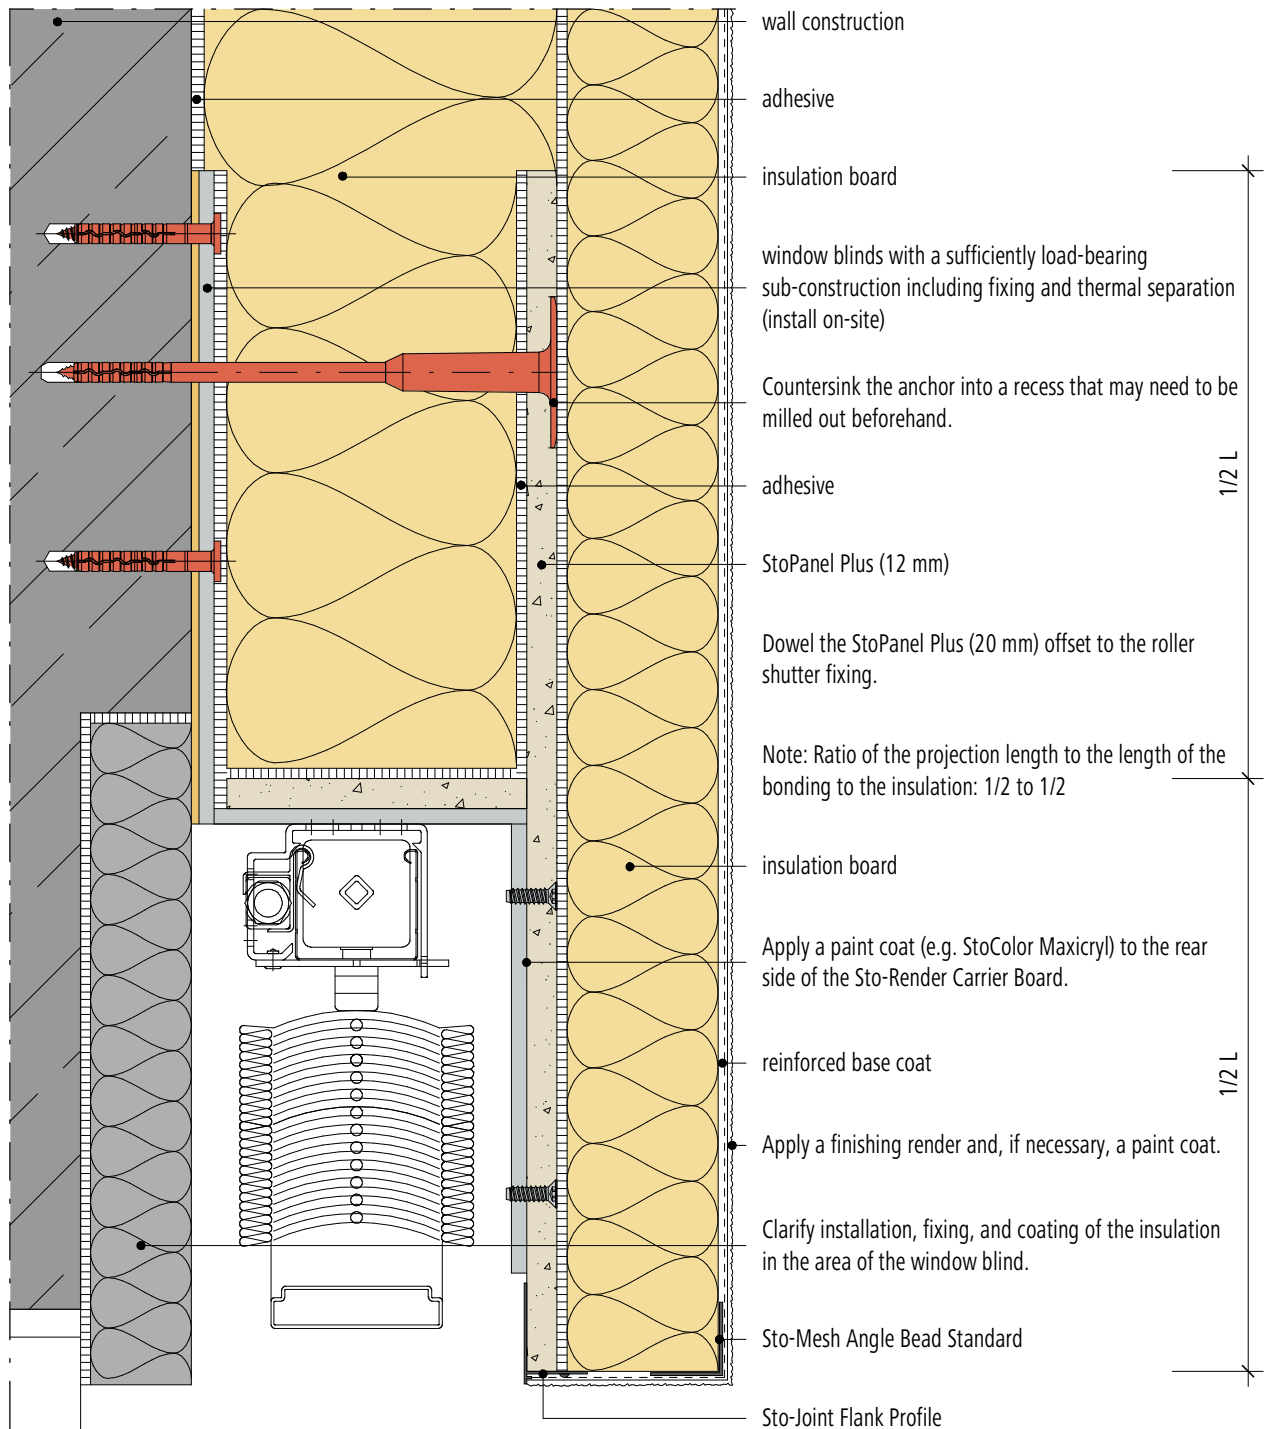 wall construction
adhesive
insulation board
window blinds with a sufficiently load-bearing
sub-construction including fixing and thermal separation
(install on-site)
Countersink the anchor into a recess that may need to be
milled out beforehand.
1/2 L
adhesive
StoPanel Plus (12 mm)
Dowel the StoPanel Plus (20 mm) offset to the roller
shutter fixing.
Note: Ratio of the projection length to the length of the
bonding to the insulation: 1/2 to 1/2
insulation board
Apply a paint coat (e.g. StoColor Maxicryl) to the rear
side of the Sto-Render Carrier Board.
reinforced base coat
1/2 L
Apply a finishing render and, if necessary, a paint coat.
Clarify installation, fixing, and coating of the insulation
in the area of the window blind.
Sto-Mesh Angle Bead Standard
Sto-Joint Flank Profile